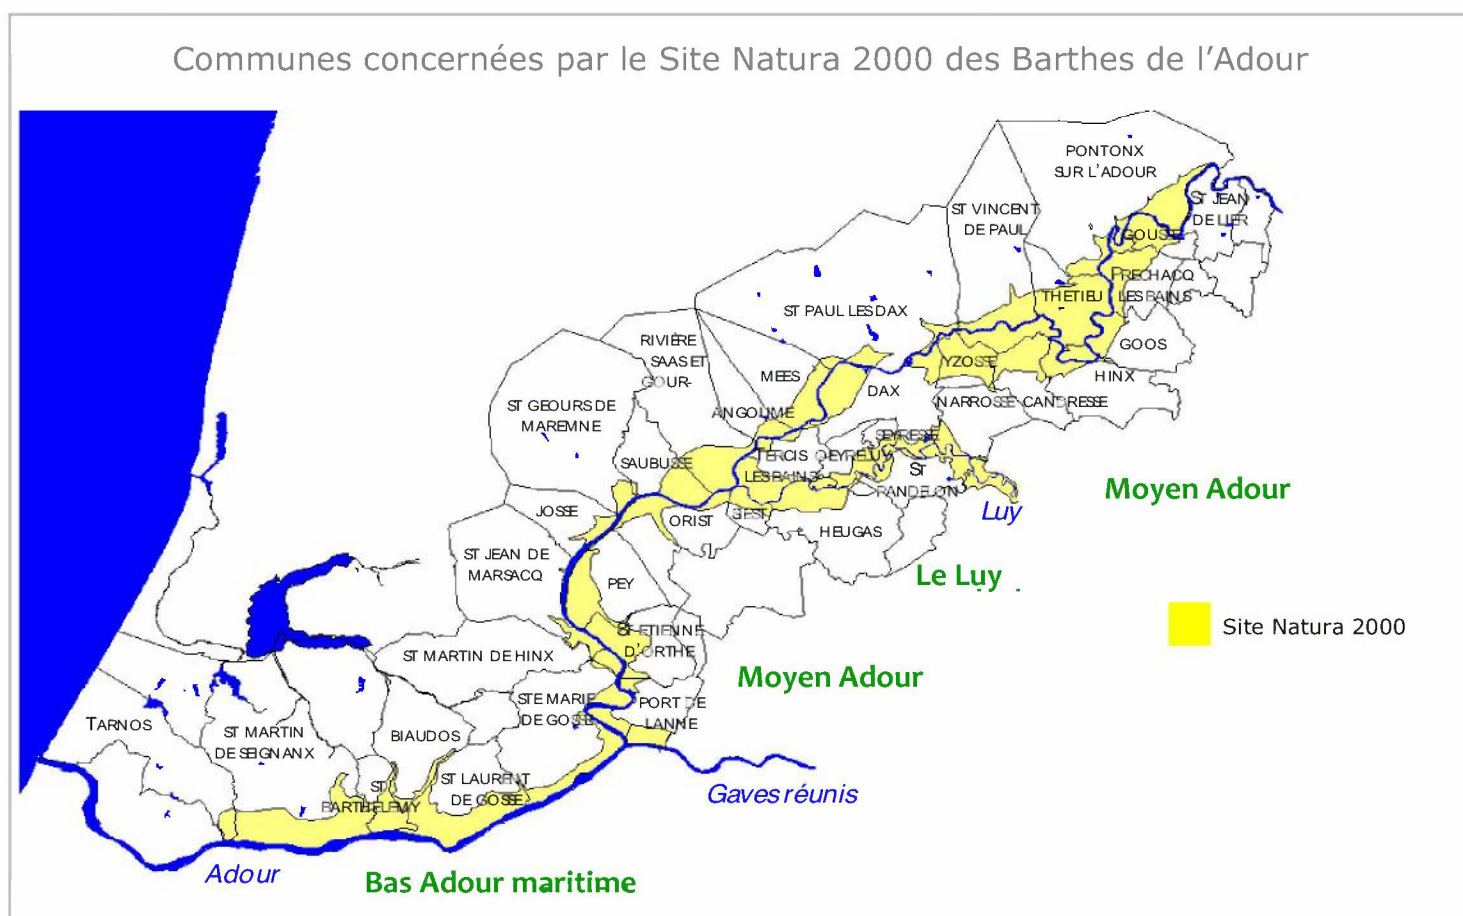 Communes concernées par le Site Natura 2000 des Barthes de l'Adour
PONTONX
SUR L'ADOUR
ST VINCENT
DE PAUL
ST JEAN
DE LIER
GOUSSE
PRECHACQ
LES BAINS
THETIEU
ST PAUL LES DAX
GOOS
RIVIÈRE
SAAS ET
GOUR-
YZOSSE
HINX
MEES
DAX
NARROSSE
CANDRESSE
ANGOUME
ST GEOURS DE
MAREMNE
SEYRESSE
TERCIS
LES BAINS
OEYRELUY
SAUBUSSE
ST
PANDELON
Moyen Adour
Luy
JOSSE
ORIST
GEST
HEUGAS
ST JEAN DE
MARSACQ
PEY
Le Luy
Site Natura 2000
ST ETIENNE
D'ORTHE
ST MARTIN DE HINX
Moyen Adour
STE MARIE
DE GOSSE
PORT DE
LANNE
TARNOS
ST MARTIN
DE SEIGNANX
BIAUDOS
ST LAURENT
DE GOSSE
ST
BARTHELEMY
Gaves réunis
Adour
Bas Adour maritime